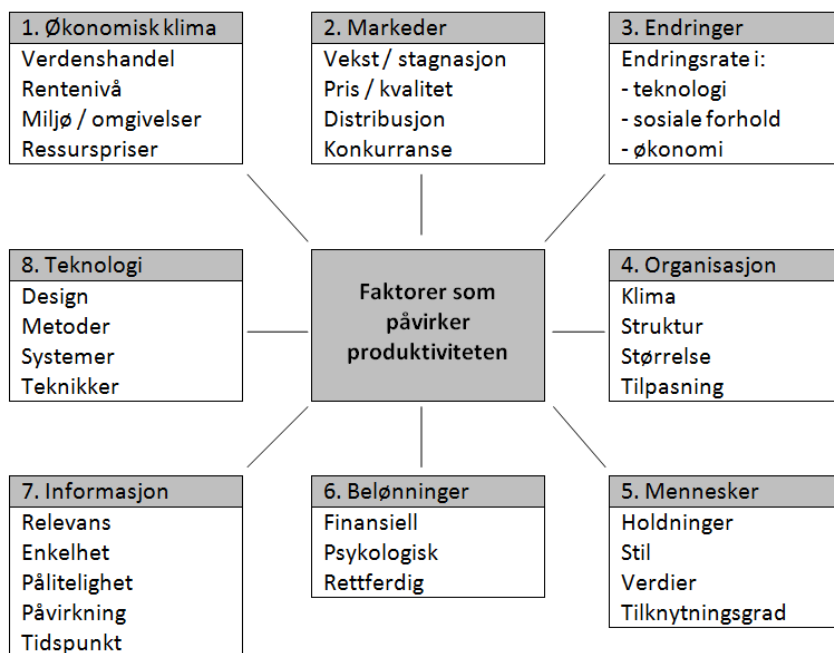 1. Økonomisk klima
Verdenshandel
Rentenivå
Miljø / omgivelser
Ressurspriser
2. Markeder
Vekst / stagnasjon
Pris / kvalitet
Distribusjon
Konkurranse
3. Endringer
Endringsrate i:
- teknologi
- sosiale forhold
- økonomi
8. Teknologi
Design
Metoder
Systemer
Teknikker
Faktorer som
påvirker
produktiviteten
4. Organisasjon
Klima
Struktur
Størrelse
Tilpasning
7. Informasjon
Relevans
Enkelhet
Pålitelighet
Påvirkning
Tidspunkt
6. Belønninger
Finansiell
Psykologisk
Rettferdig
5. Mennesker
Holdninger
Stil
Verdier
Tilknytningsgrad